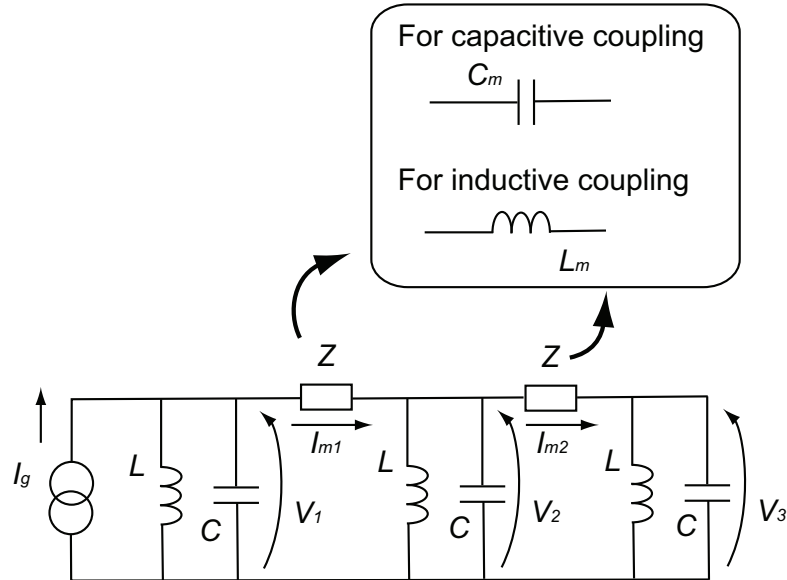 For capacitive coupling
Cm
For inductive coupling
Lm
Z Z
Ig L C V1 Im1 L C V2 Im2 L C V3